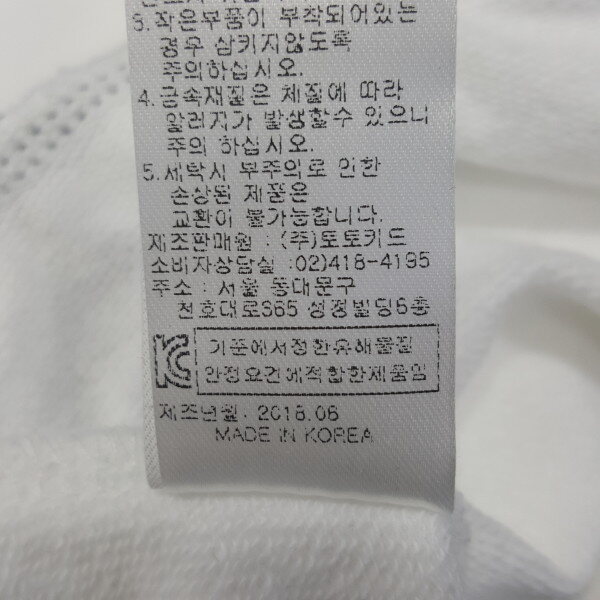 3.작은부품이 부착되어있는
경우 삼키지않도록
주의하십시오.
4.금속재질은 체질에 따라
알러지가 발생할수 있으니
주의 하십시오.
5.세탁시 부주의로 인한
손상된 제품은
교환이 불가능합니다.
제조판매원 : (주)토토키드
소비자상담실 :02)418-4195
주소 : 서울 동대문구
천호대로365 성정빌딩6층
기준에서정한유해물질
안정요건에적합한제품임
제조년월: 2018.06
MADE IN KOREA